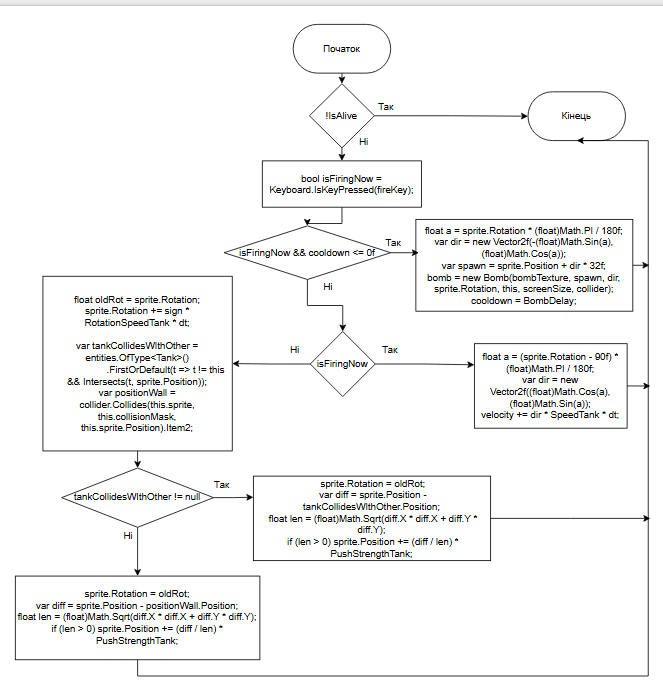 Початок
!IsAlive
Так
Кінець
Ні
bool isFiringNow =
Keyboard.IsKeyPressed(fireKey);
isFiringNow && cooldown <= 0f
Так
float a = sprite.Rotation * (float)Math.PI / 180f;
var dir = new Vector2f(-(float)Math.Sin(a),
(float)Math.Cos(a));
var spawn = sprite.Position + dir * 32f;
bomb = new Bomb(bombTexture, spawn, dir,
sprite.Rotation, this, screenSize, collider);
cooldown = BombDelay;
Ні
float oldRot = sprite.Rotation;
sprite.Rotation += sign *
RotationSpeedTank * dt;
var tankCollidesWIthOther =
entities.OfType<Tank>()
.FirstOrDefault(t => t != this
&& Intersects(t, sprite.Position));
var positionWall =
collider.Collides(this.sprite,
this.collisionMask,
this.sprite.Position).Item2;
Ні
isFiringNow
Так
float a = (sprite.Rotation - 90f) *
(float)Math.PI / 180f;
var dir = new
Vector2f((float)Math.Cos(a),
(float)Math.Sin(a));
velocity += dir * SpeedTank * dt;
tankCollidesWIthOther != null
Так
sprite.Rotation = oldRot;
var diff = sprite.Position -
tankCollidesWIthOther.Position;
float len = (float)Math.Sqrt(diff.X * diff.X + diff.Y *
diff.Y);
if (len > 0) sprite.Position += (diff / len) *
PushStrengthTank;
Ні
sprite.Rotation = oldRot;
var diff = sprite.Position - positionWall.Position;
float len = (float)Math.Sqrt(diff.X * diff.X + diff.Y * diff.Y);
if (len > 0) sprite.Position += (diff / len) *
PushStrengthTank;